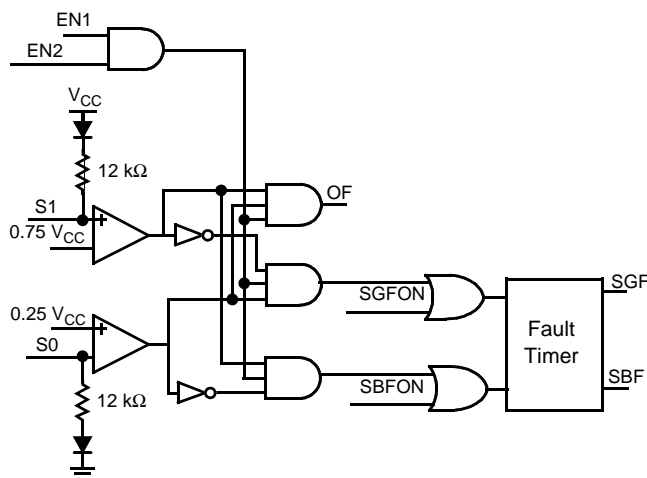 EN1
EN2
VCC
12 kΩ
S1
0.75 VCC
OF
0.25 VCC
S0
12 kΩ
SGFON
SBFON
Fault
Timer
SGF
SBF
+
+